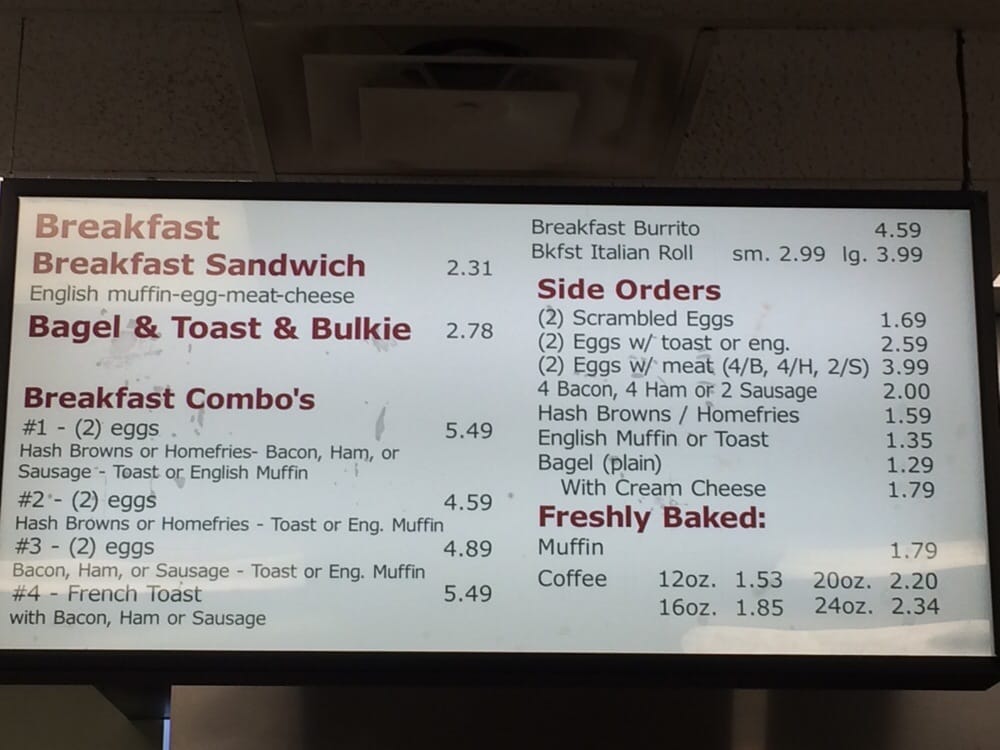 Breakfast
Breakfast Sandwich 2.31
English muffin-egg-meat-cheese
Bagel & Toast & Bulkie 2.78
Breakfast Combo's
#1 - (2) eggs 5.49
Hash Browns or Homefries- Bacon, Ham, or
Sausage - Toast or English Muffin
#2 - (2) eggs 4.59
Hash Browns or Homefries - Toast or Eng. Muffin
#3 - (2) eggs 4.89
Bacon, Ham, or Sausage - Toast or Eng. Muffin
#4 - French Toast 5.49
with Bacon, Ham or Sausage
Breakfast Burrito 4.59
Bkfst Italian Roll sm. 2.99 lg. 3.99
Side Orders
(2) Scrambled Eggs 1.69
(2) Eggs w/ toast or eng. 2.59
(2) Eggs w/ meat (4/B, 4/H, 2/S) 3.99
4 Bacon, 4 Ham or 2 Sausage 2.00
Hash Browns / Homefries 1.59
English Muffin or Toast 1.35
Bagel (plain) 1.29
With Cream Cheese 1.79
Freshly Baked:
Muffin 1.79
Coffee 12oz. 1.53 20oz. 2.20
16oz. 1.85 24oz. 2.34